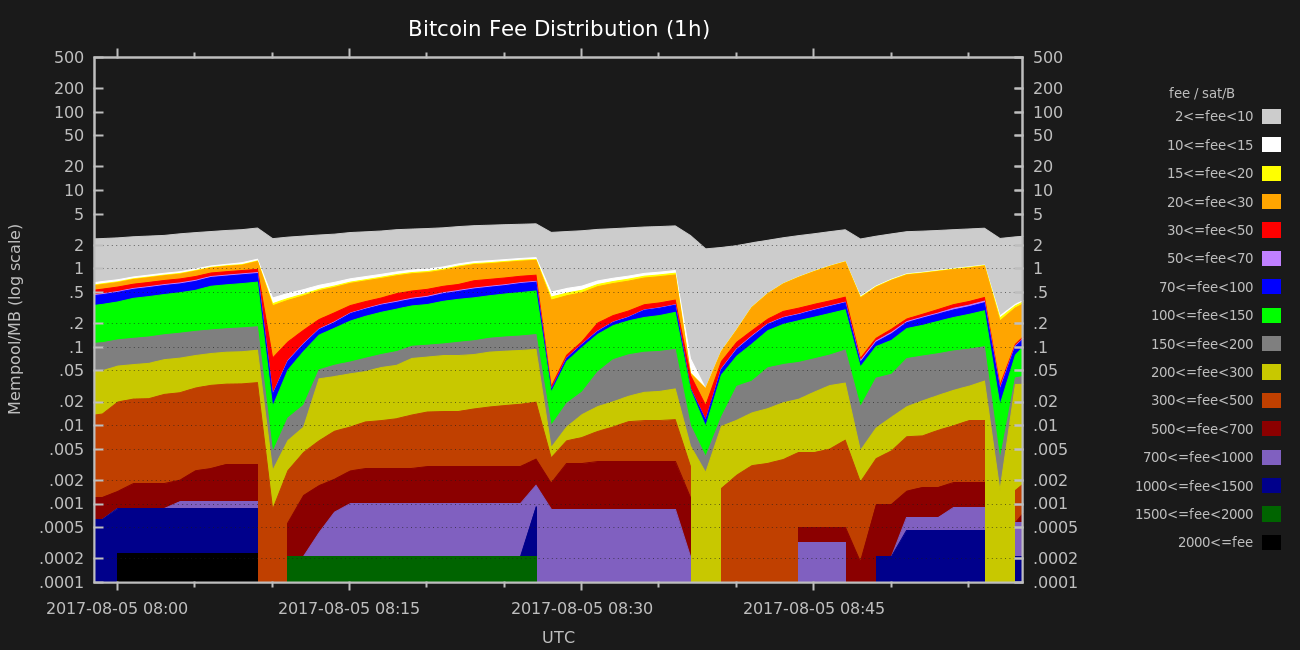 Bitcoin Fee Distribution (1h)
Mempool/MB (log scale)
500
200
100
50
20
10
5
2
1
.5
.2
.1
.05
.02
.01
.005
.002
.001
.0005
.0002
.0001
500
200
100
50
20
10
5
2
1
.5
.2
.1
.05
.02
.01
.005
.002
.001
.0005
.0002
.0001
2017-08-05 08:00
2017-08-05 08:15
2017-08-05 08:30
2017-08-05 08:45
UTC
fee / sat/B
2<=fee<10
10<=fee<15
15<=fee<20
20<=fee<30
30<=fee<50
50<=fee<70
70<=fee<100
100<=fee<150
150<=fee<200
200<=fee<300
300<=fee<500
500<=fee<700
700<=fee<1000
1000<=fee<1500
1500<=fee<2000
2000<=fee